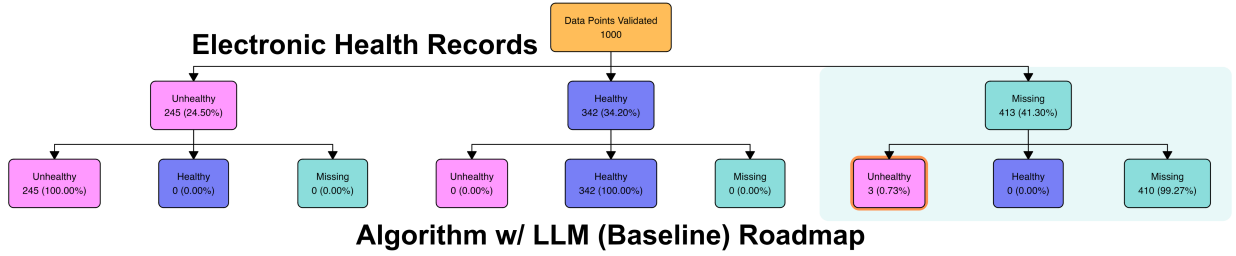 Data Points Validated
1000
Electronic Health Records
Unhealthy
245 (24.50%)
Healthy
342 (34.20%)
Missing
413 (41.30%)
Unhealthy
245 (100.00%)
Healthy
0 (0.00%)
Missing
0 (0.00%)
Unhealthy
0 (0.00%)
Healthy
342 (100.00%)
Missing
0 (0.00%)
Unhealthy
3 (0.73%)
Healthy
0 (0.00%)
Missing
410 (99.27%)
Algorithm w/ LLM (Baseline) Roadmap